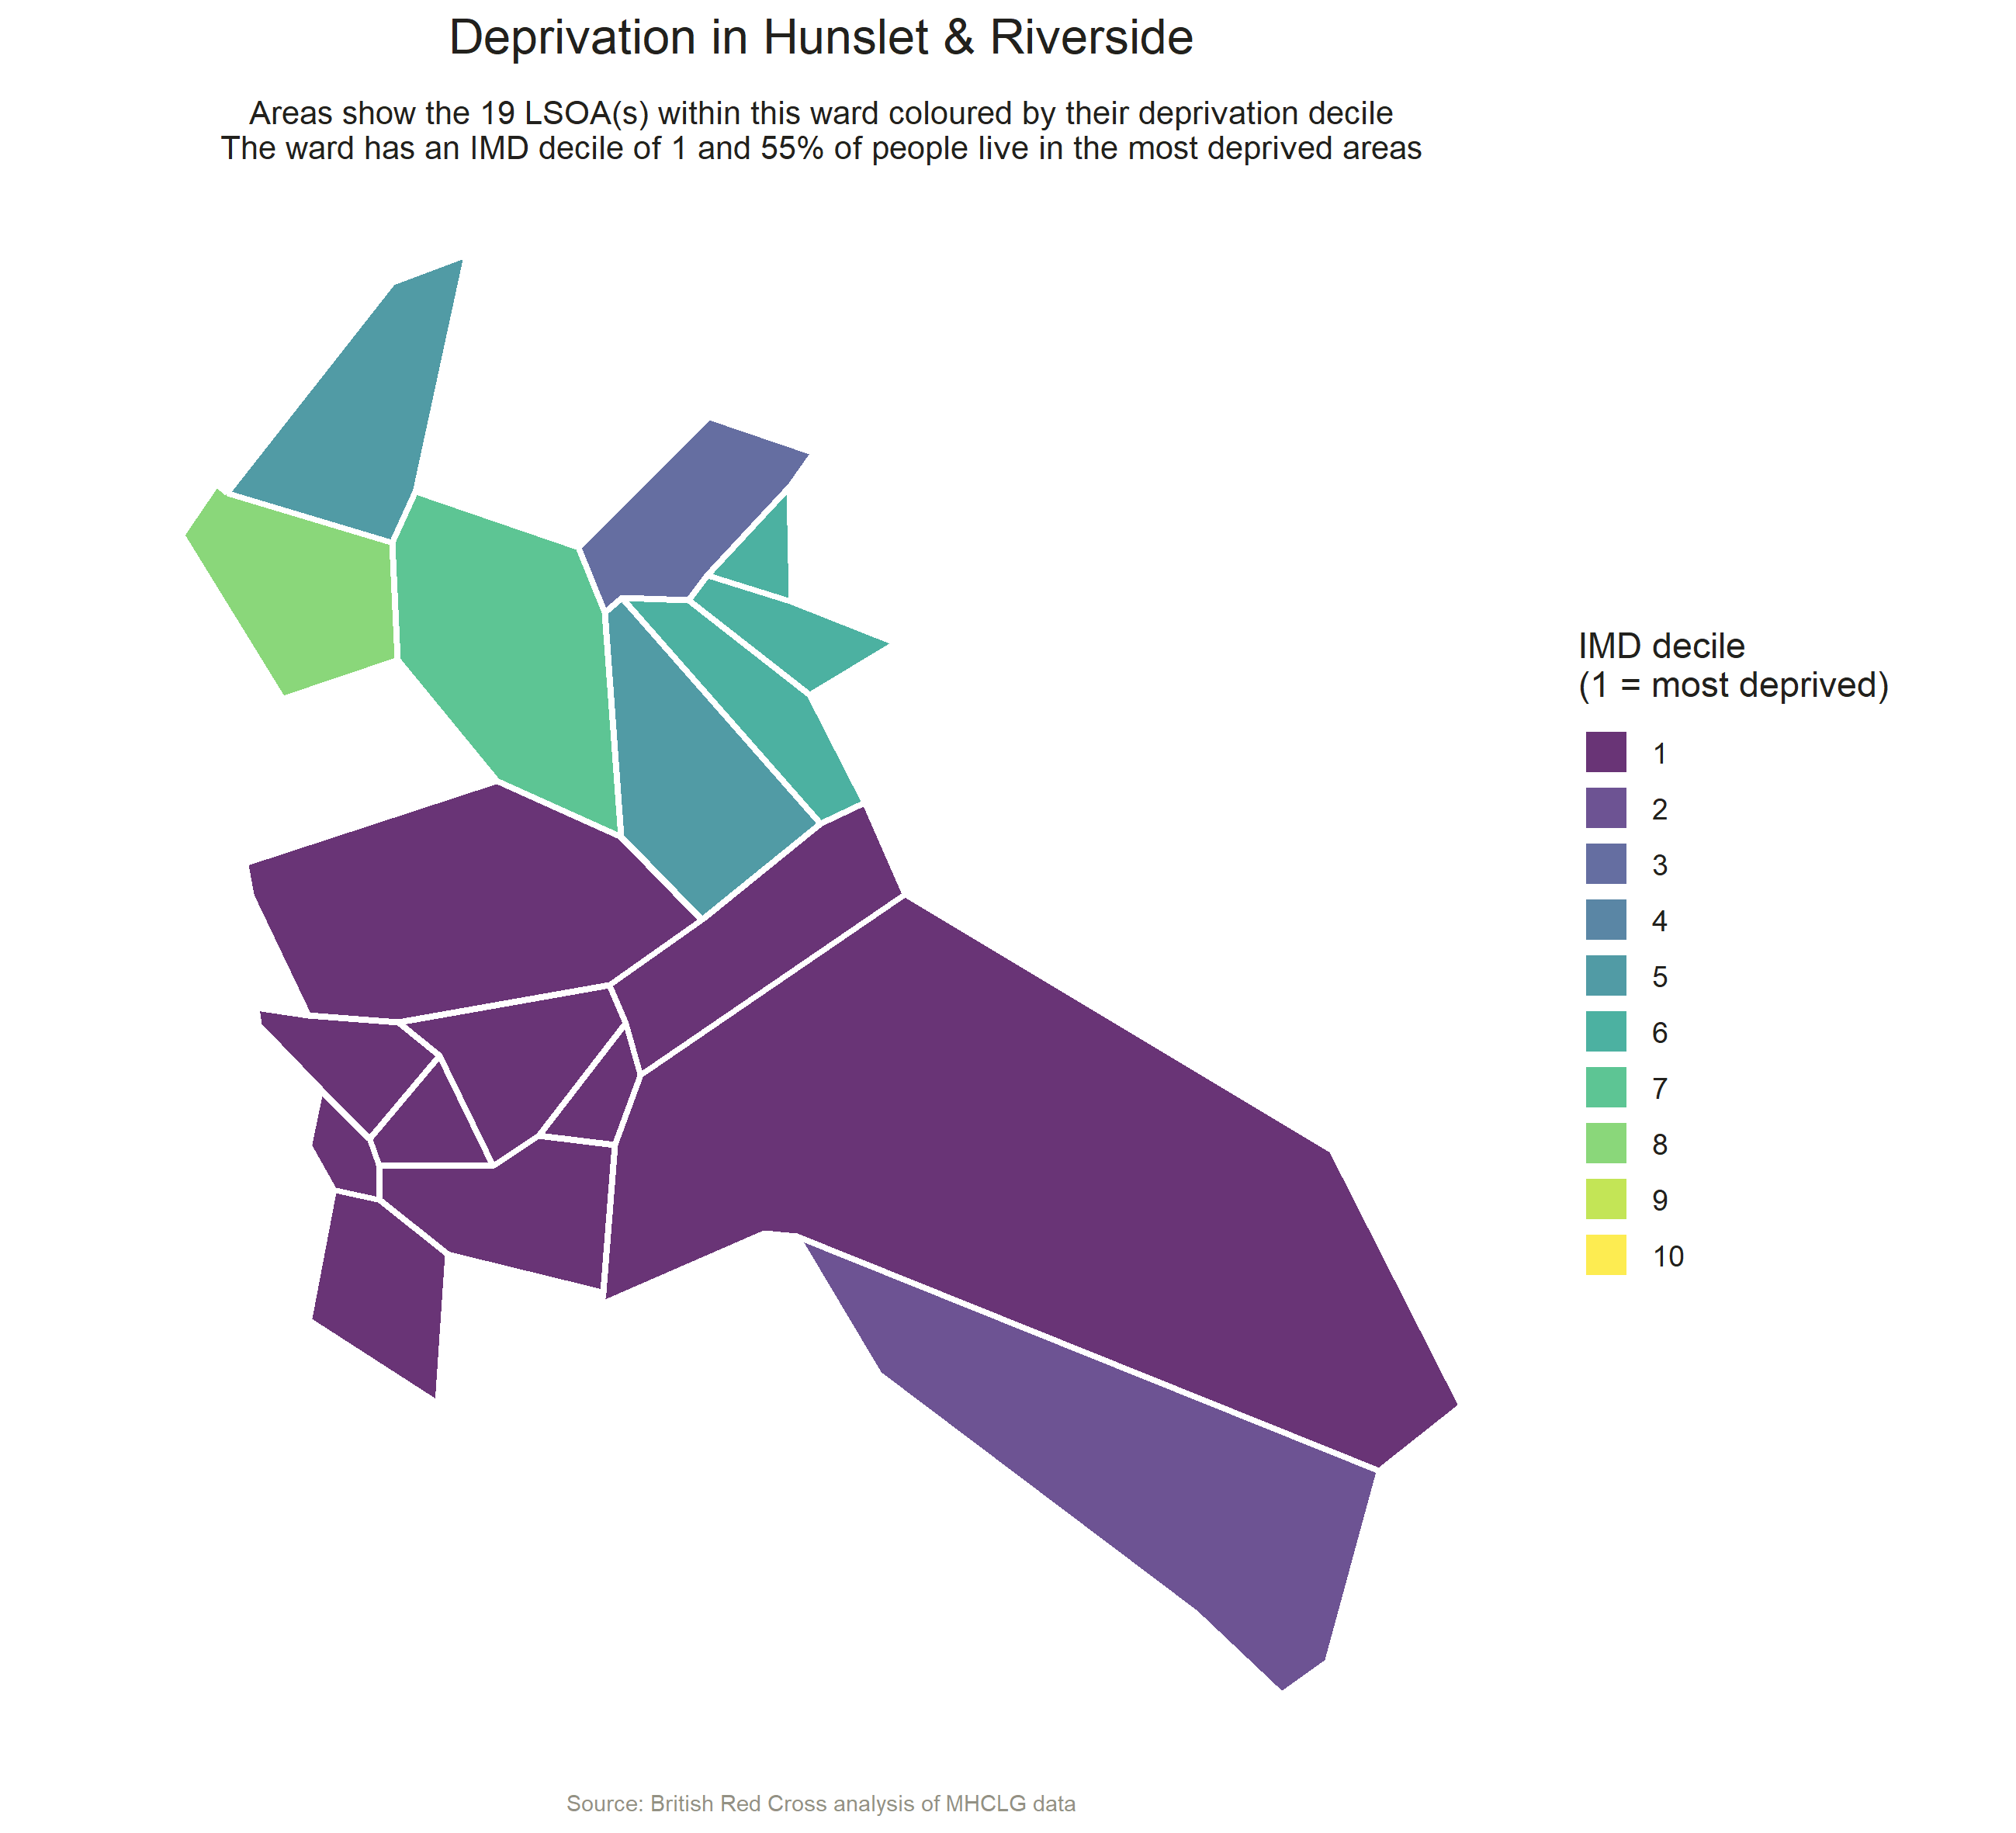 Deprivation in Hunslet & Riverside
Areas show the 19 LSOA(s) within this ward coloured by their deprivation decile
The ward has an IMD decile of 1 and 55% of people live in the most deprived areas
IMD decile
(1 = most deprived)
1
2
3
4
5
6
7
8
9
10
Source: British Red Cross analysis of MHCLG data